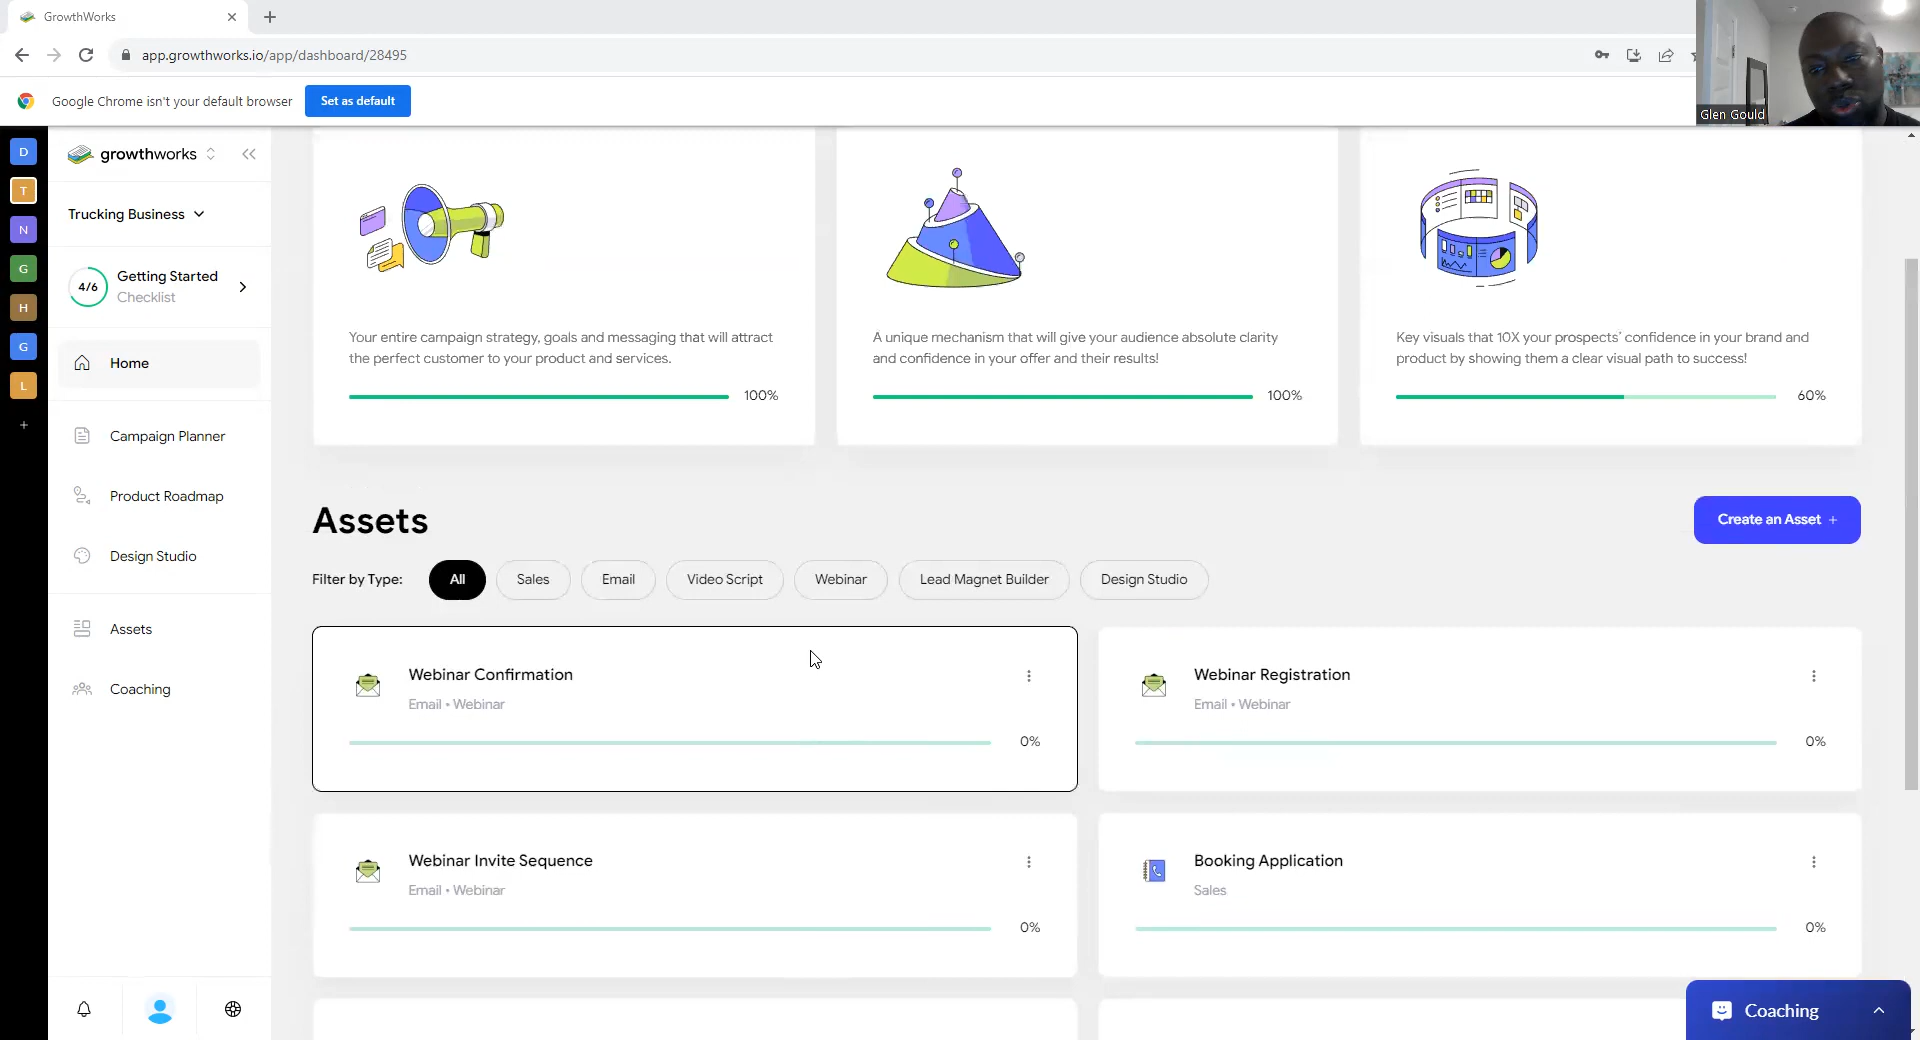 GrowthWorks
app.growthworks.io/app/dashboard/28495
Google Chrome isn't your default browser
Set as default
Glen Gould
D
T
N
G
H
G
L
+
growthworks
Trucking Business
4/6
Getting Started
Checklist
Home
Campaign Planner
Product Roadmap
Design Studio
Assets
Coaching
Your entire campaign strategy, goals and messaging that will attract
the perfect customer to your product and services.
100%
A unique mechanism that will give your audience absolute clarity
and confidence in your offer and their results!
100%
Key visuals that 10X your prospects' confidence in your brand and
product by showing them a clear visual path to success!
60%
Assets
Create an Asset +
Filter by Type:
All
Sales
Email
Video Script
Webinar
Lead Magnet Builder
Design Studio
Webinar Confirmation
Email • Webinar
0%
Webinar Registration
Email • Webinar
0%
Webinar Invite Sequence
Email • Webinar
0%
Booking Application
Sales
0%
Coaching